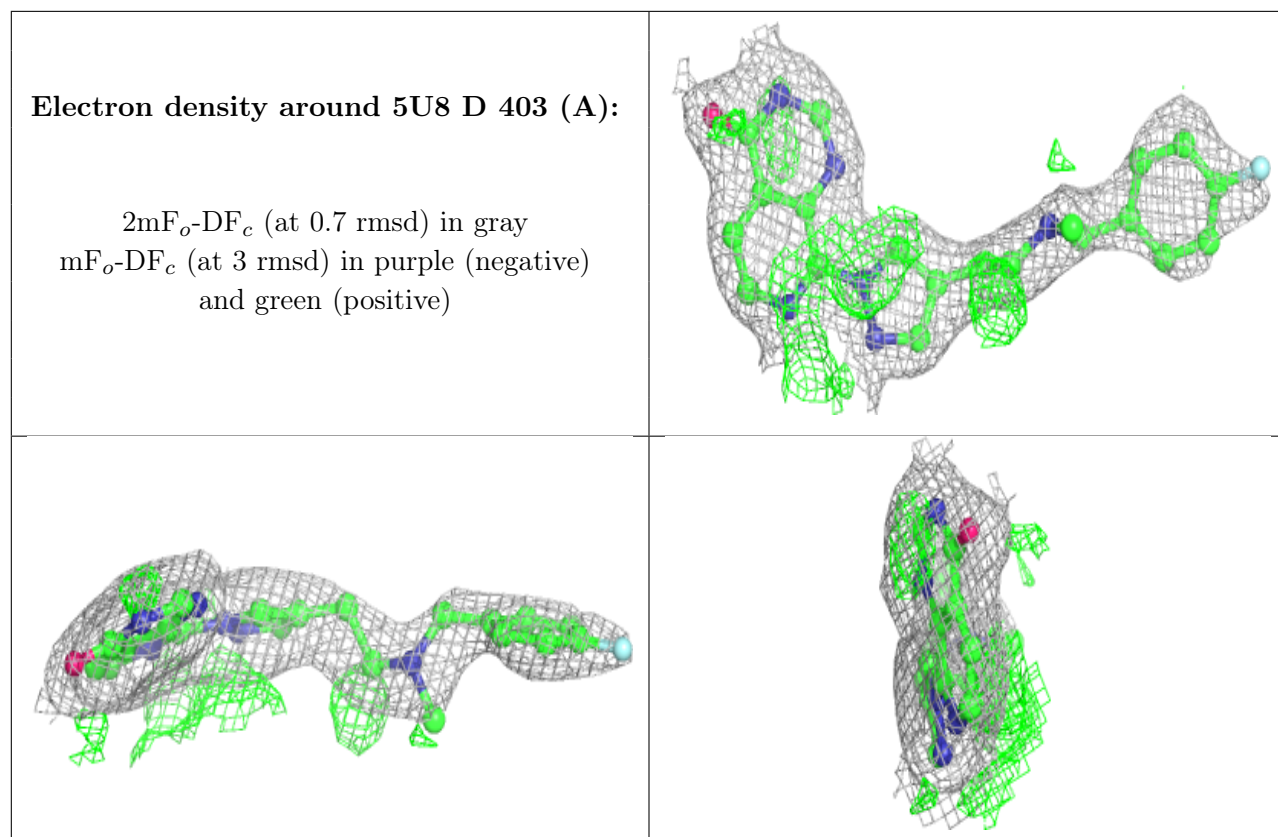 Electron density around 5U8 D 403 (A):
2mFₒ-DF𝒸 (at 0.7 rmsd) in gray
mFₒ-DF𝒸 (at 3 rmsd) in purple (negative)
and green (positive)